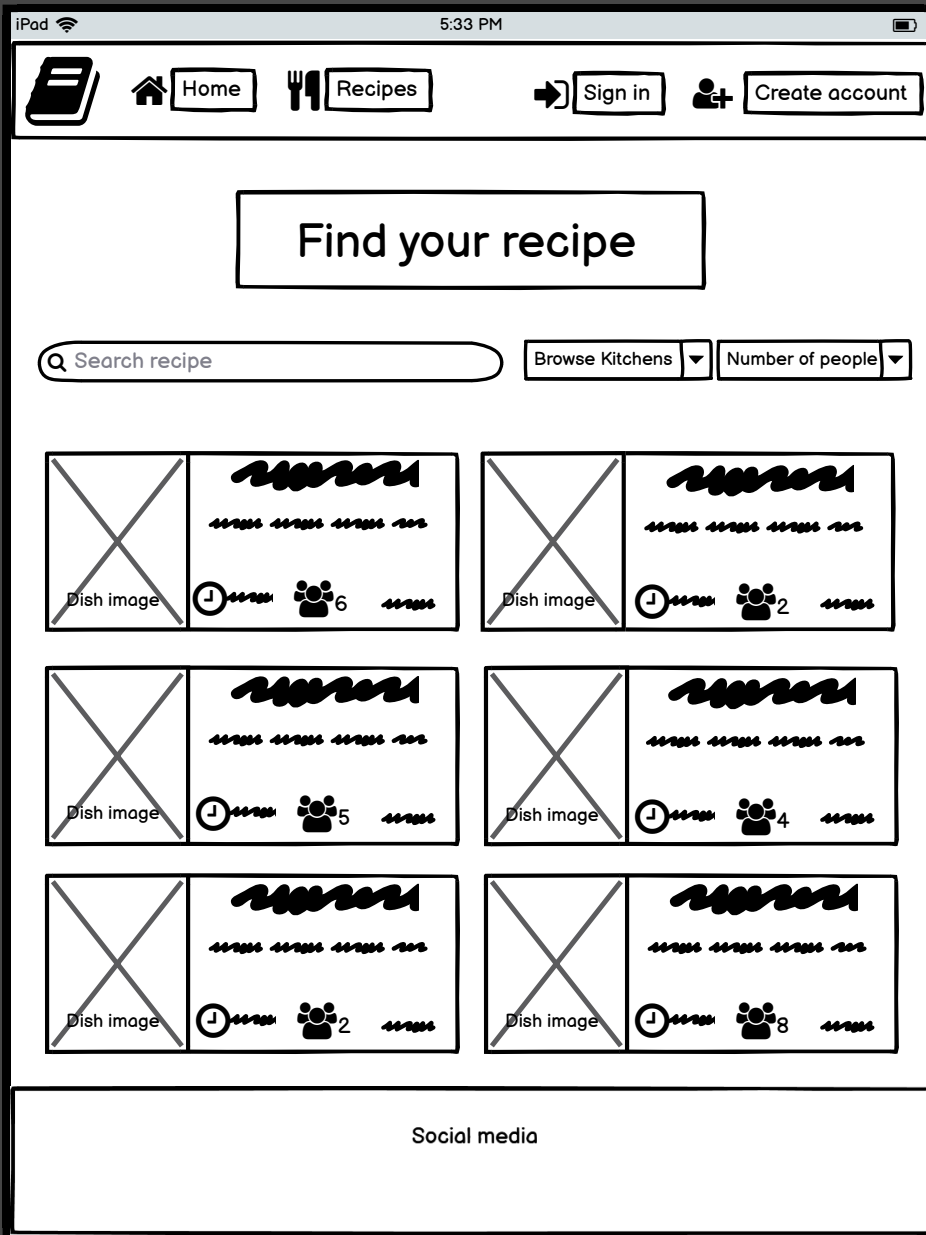 iPad 5:33 PM
Home Recipes Sign in Create account
Find your recipe
Search recipe Browse Kitchens Number of people
Dish image 6 Dish image 2
Dish image 5 Dish image 4
Dish image 2 Dish image 8
Social media